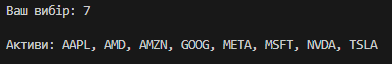 Ваш вибір: 7
Активи: AAPL, AMD, AMZN, GOOG, META, MSFT, NVDA, TSLA